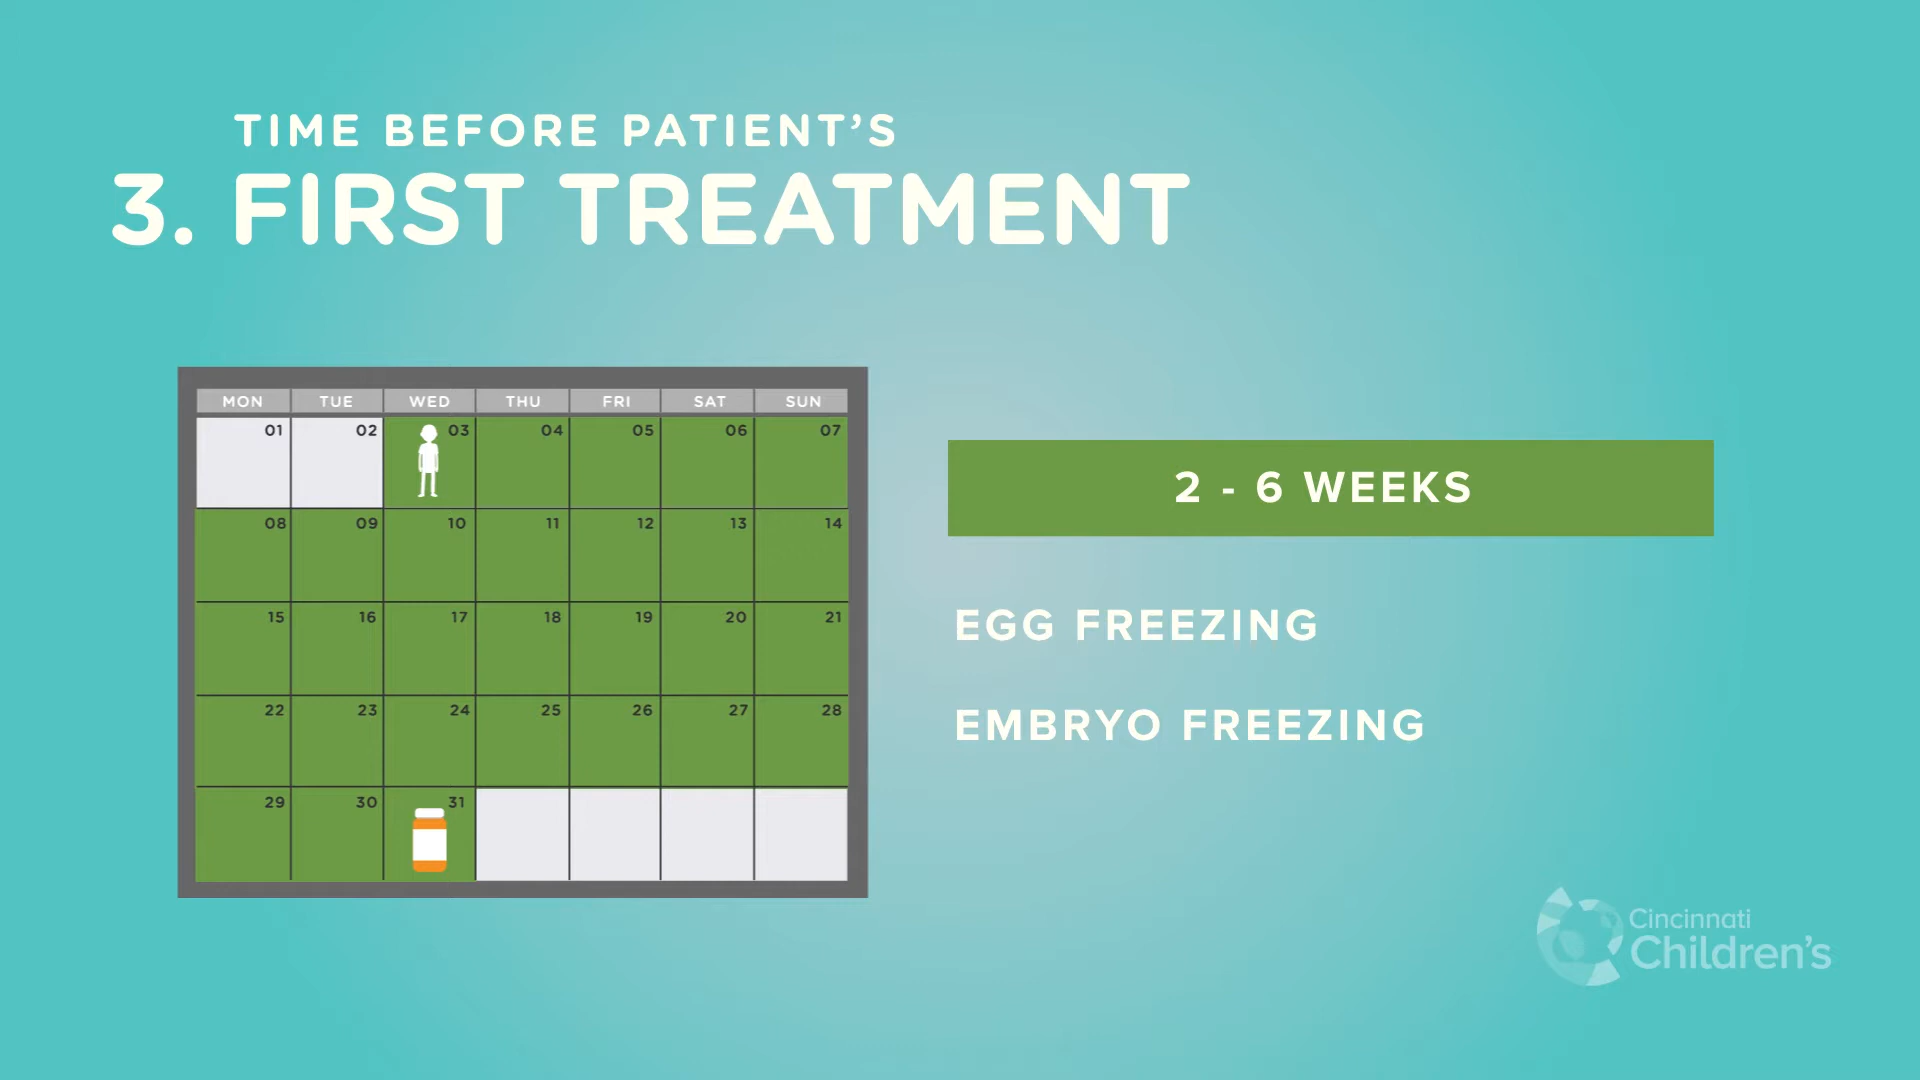 TIME BEFORE PATIENT'S
3. FIRST TREATMENT
MON TUE WED THU FRI SAT SUN
01 02 03 04 05 06 07
08 09 10 11 12 13 14
15 16 17 18 19 20 21
22 23 24 25 26 27 28
29 30 31
2 - 6 WEEKS
EGG FREEZING
EMBRYO FREEZING
Cincinnati
Children's